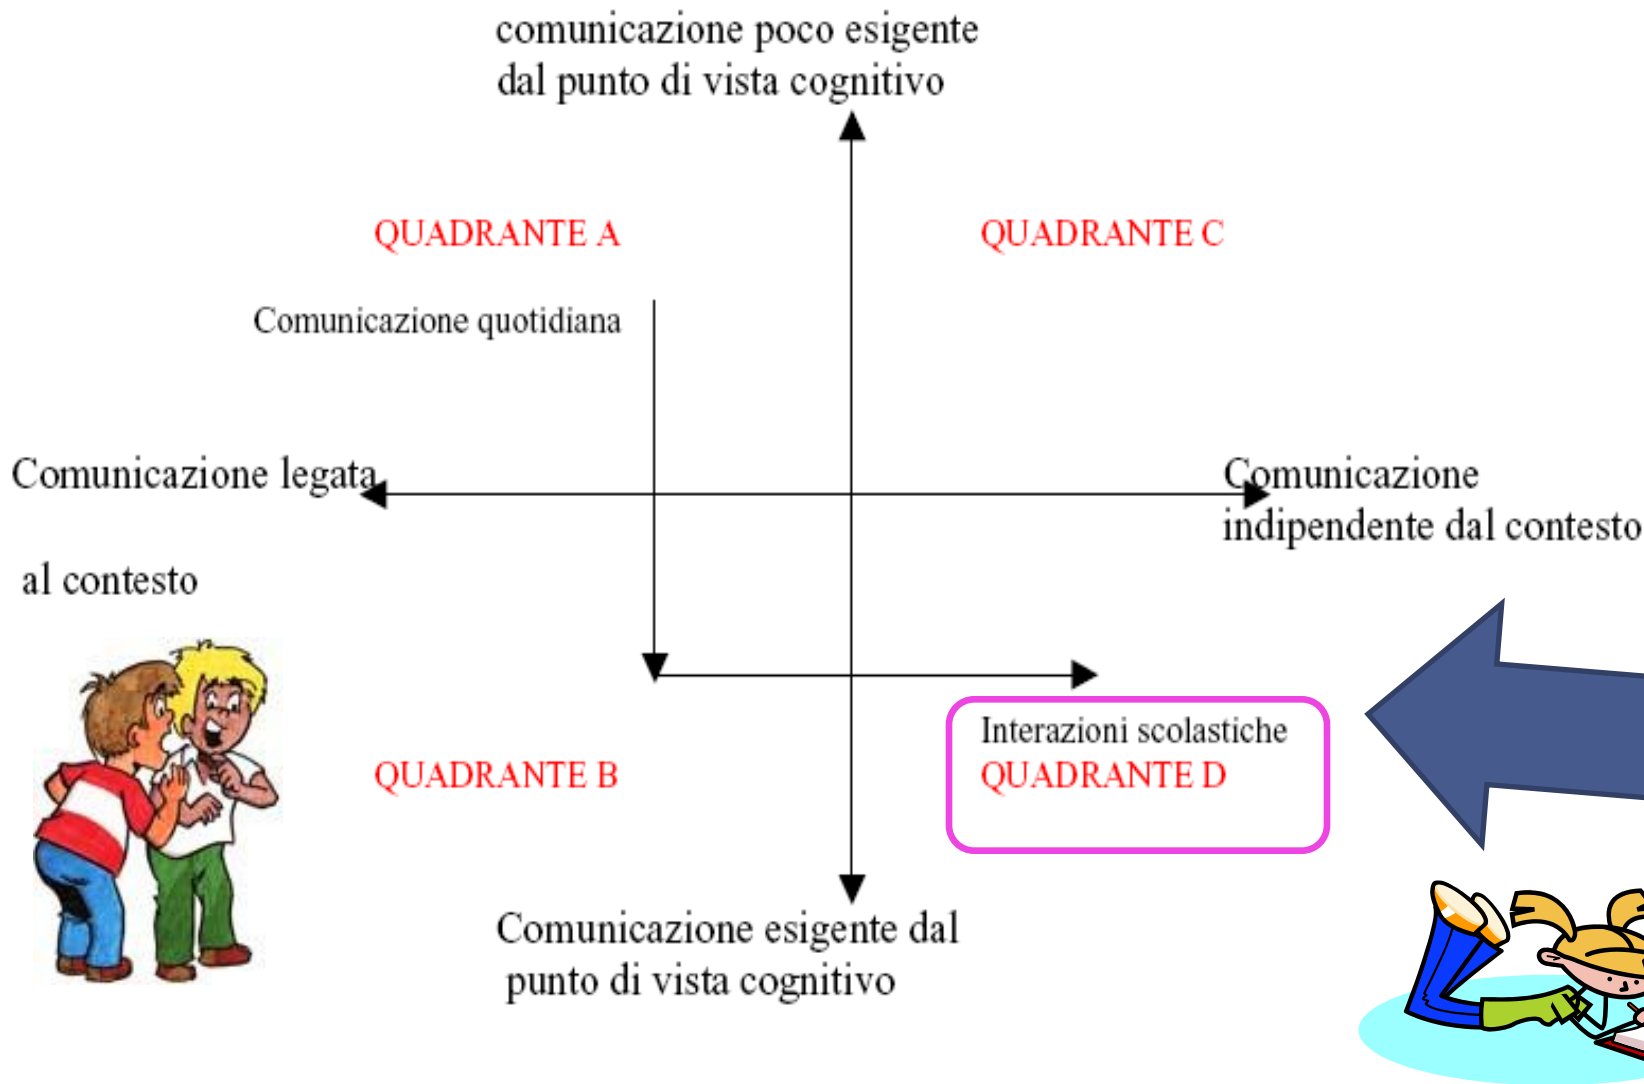 comunicazione poco esigente
dal punto di vista cognitivo
QUADRANTE A
QUADRANTE C
Comunicazione quotidiana
Comunicazione legata
al contesto
Comunicazione
indipendente dal contesto
Interazioni scolastiche
QUADRANTE B
QUADRANTE D
Comunicazione esigente dal
punto di vista cognitivo